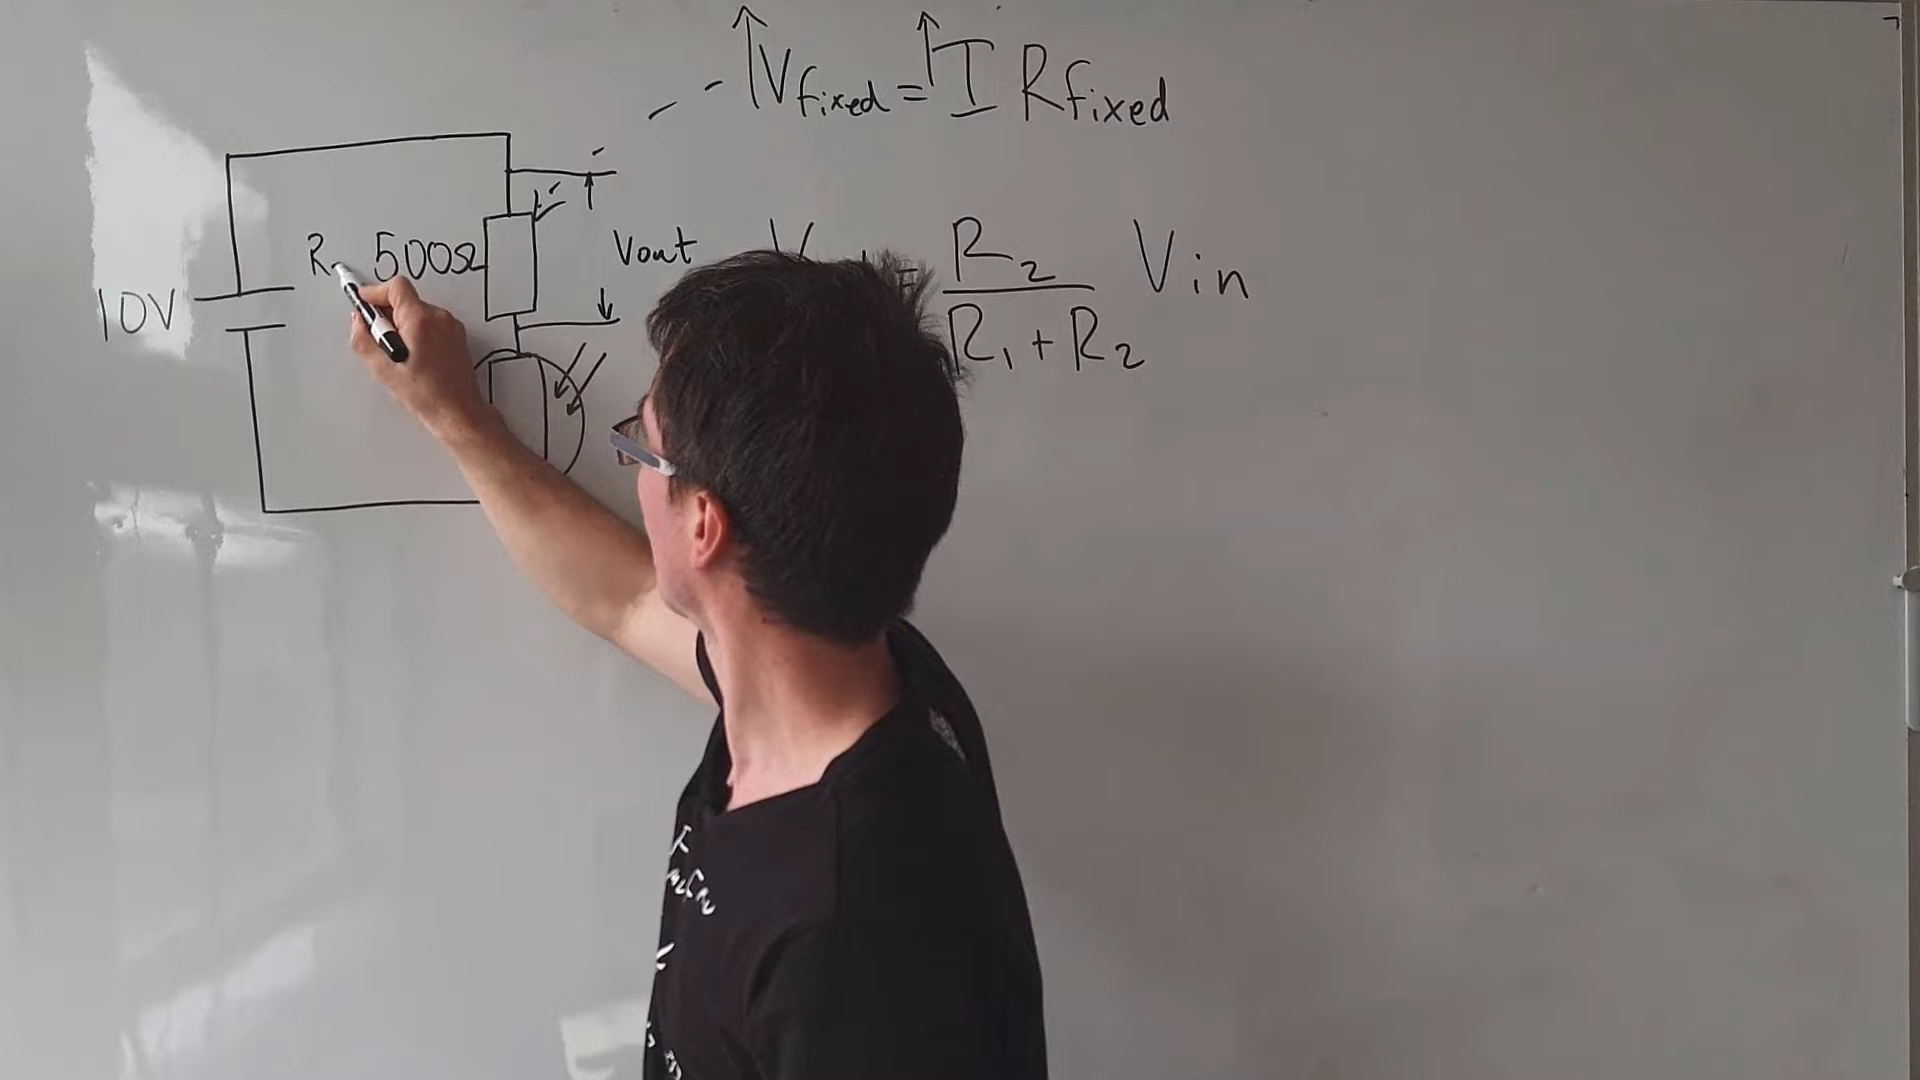 ↑Vfixed = ↑I Rfixed
R 500Ω
Vout
V = R₂ Vin
10V
R₁ + R₂